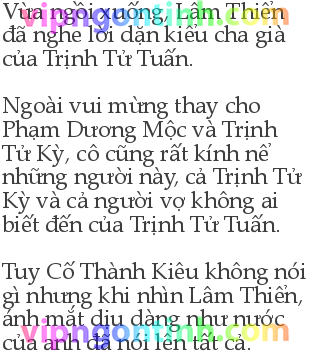 Vừa ngồi xuống, Lâm Thiển
đã nghe lời dặn kiểu cha già
của Trịnh Tử Tuấn.
Ngoài vui mừng thay cho
Phạm Dương Mộc và Trịnh
Tử Kỳ, cô cũng rất kính nể
những người này, cả Trịnh Tử
Kỳ và cả người vợ không ai
biết đến của Trịnh Tử Tuấn.
Tuy Cố Thành Kiêu không nói
gì nhưng khi nhìn Lâm Thiển,
ánh mắt dịu dàng như nước
của anh đã nói lên tất cả.
vipngontinh.com
vipngontinh.com